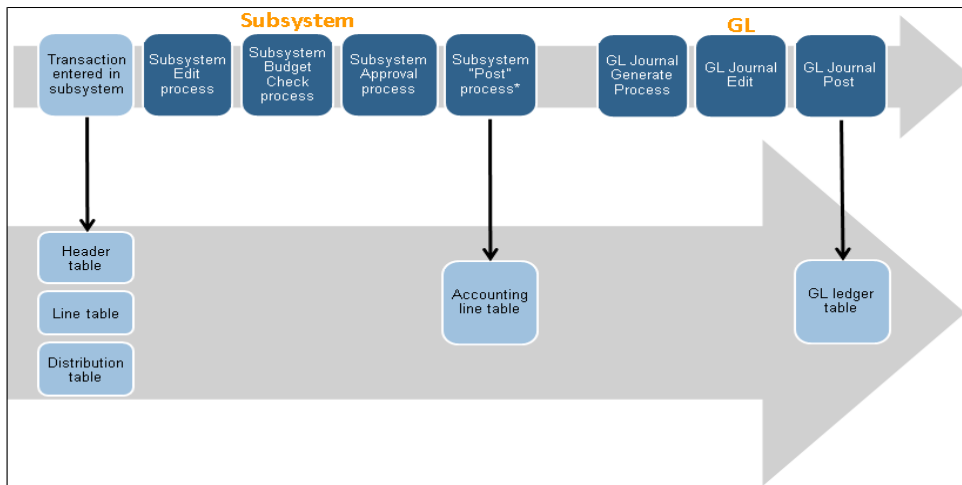 Subsystem
GL
Transaction
entered in
subsystem
Subsystem
Edit
process
Subsystem
Budget
Check
process
Subsystem
Approval
process
Subsystem
"Post"
process*
GL Journal
Generate
Process
GL Journal
Edit
GL Journal
Post
Header
table
Line table
Distribution
table
Accounting
line table
GL ledger
table